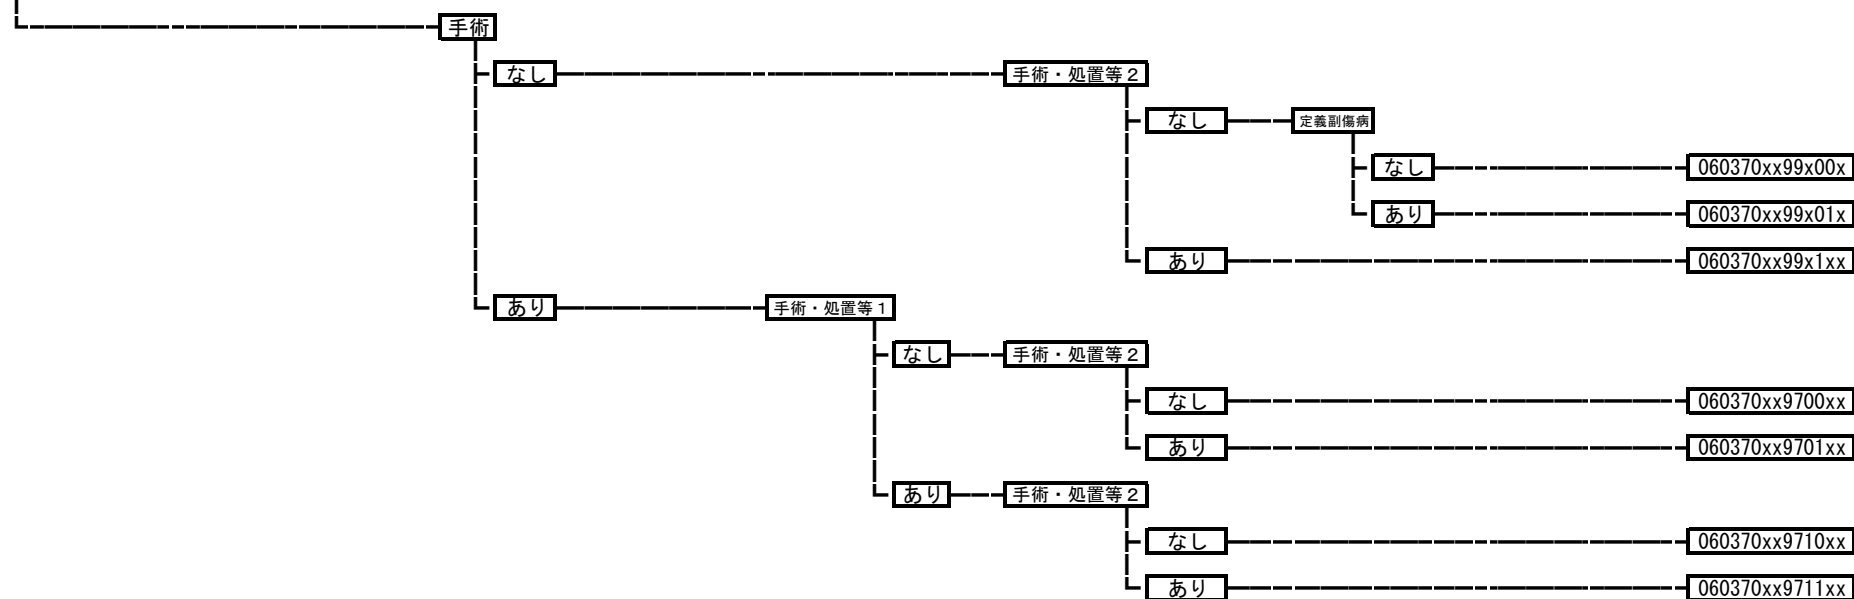 手術
なし 手術・処置等２
なし 定義副傷病
なし 060370xx99x00x
あり 060370xx99x01x
あり 060370xx99x1xx
あり 手術・処置等１
なし 手術・処置等２
なし 060370xx9700xx
あり 060370xx9701xx
あり 手術・処置等２
なし 060370xx9710xx
あり 060370xx9711xx